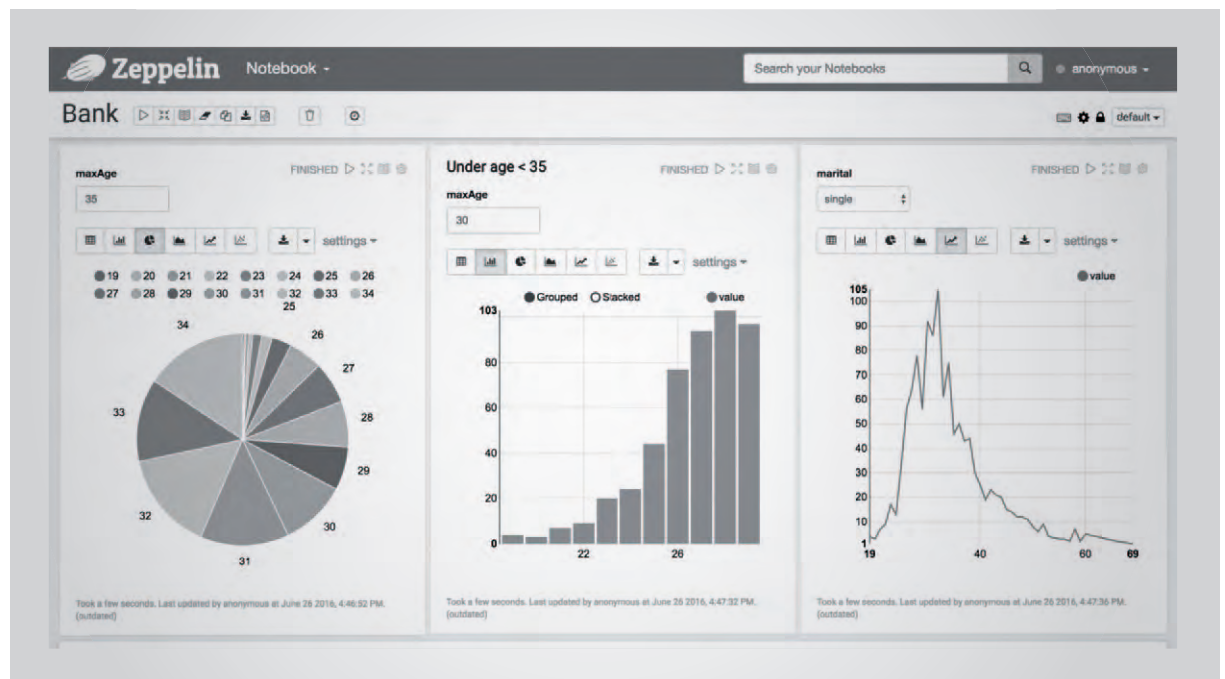 Zeppelin Notebook Search your Notebooks anonymous
Bank default
maxAge FINISHED
35
settings
19 20 21 22 23 24 25 26
27 28 29 30 31 32 33 34
25
34
26
27
33
28
29
32
30
31
Took a few seconds. Last updated by anonymous at June 26 2016, 4:46:52 PM.
(outdated)
Under age < 35 FINISHED
maxAge
30
settings
Grouped Stacked value
103
80
60
40
20
0
22 26
Took a few seconds. Last updated by anonymous at June 26 2016, 4:47:32 PM.
(outdated)
marital FINISHED
single
settings
value
105
100
90
80
70
60
50
40
30
20
10
1
19 40 60 69
Took a few seconds. Last updated by anonymous at June 26 2016, 4:47:36 PM.
(outdated)